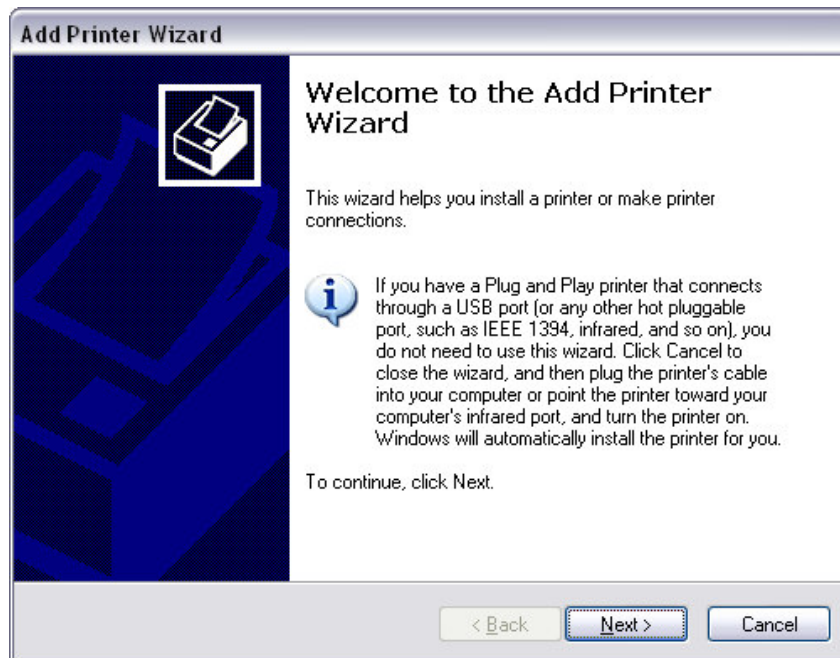 Add Printer Wizard
Welcome to the Add Printer
Wizard
This wizard helps you install a printer or make printer
connections.
If you have a Plug and Play printer that connects
through a USB port (or any other hot pluggable
port, such as IEEE 1394, infrared, and so on), you
do not need to use this wizard. Click Cancel to
close the wizard, and then plug the printer's cable
into your computer or point the printer toward your
computer's infrared port, and turn the printer on.
Windows will automatically install the printer for you.
To continue, click Next.
< Back Next > Cancel